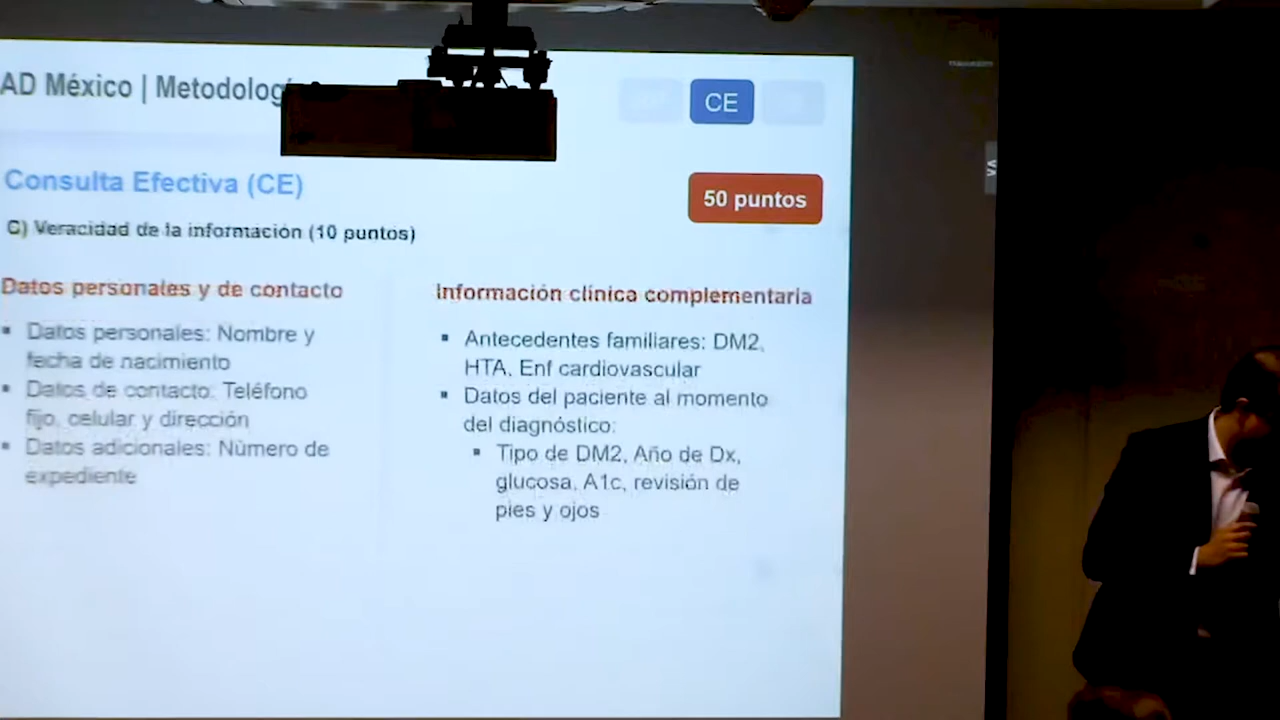 AD México | Metodolog
CE
Consulta Efectiva (CE)
50 puntos
C) Veracidad de la información (10 puntos)
Datos personales y de contacto
▪ Datos personales: Nombre y
fecha de nacimiento
▪ Datos de contacto: Teléfono
fijo, celular y dirección
▪ Datos adicionales: Número de
expediente
Información clínica complementaria
▪ Antecedentes familiares: DM2,
HTA, Enf cardiovascular
▪ Datos del paciente al momento
del diagnóstico:
▪ Tipo de DM2, Año de Dx,
glucosa, A1c, revisión de
pies y ojos